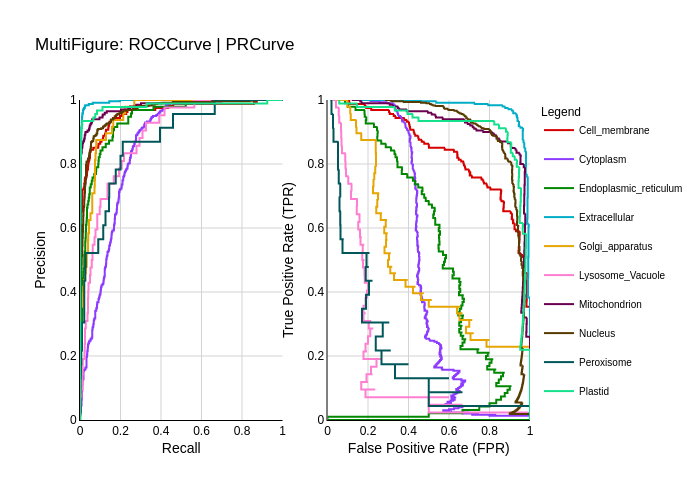 MultiFigure: ROCCurve | PRCurve
Precision
1
0.8
0.6
0.4
0.2
0
0
0.2
0.4
0.6
0.8
1
Recall
True Positive Rate (TPR)
1
0.8
0.6
0.4
0.2
0
0
0.2
0.4
0.6
0.8
1
False Positive Rate (FPR)
Legend
Cell_membrane
Cytoplasm
Endoplasmic_reticulum
Extracellular
Golgi_apparatus
Lysosome_Vacuole
Mitochondrion
Nucleus
Peroxisome
Plastid